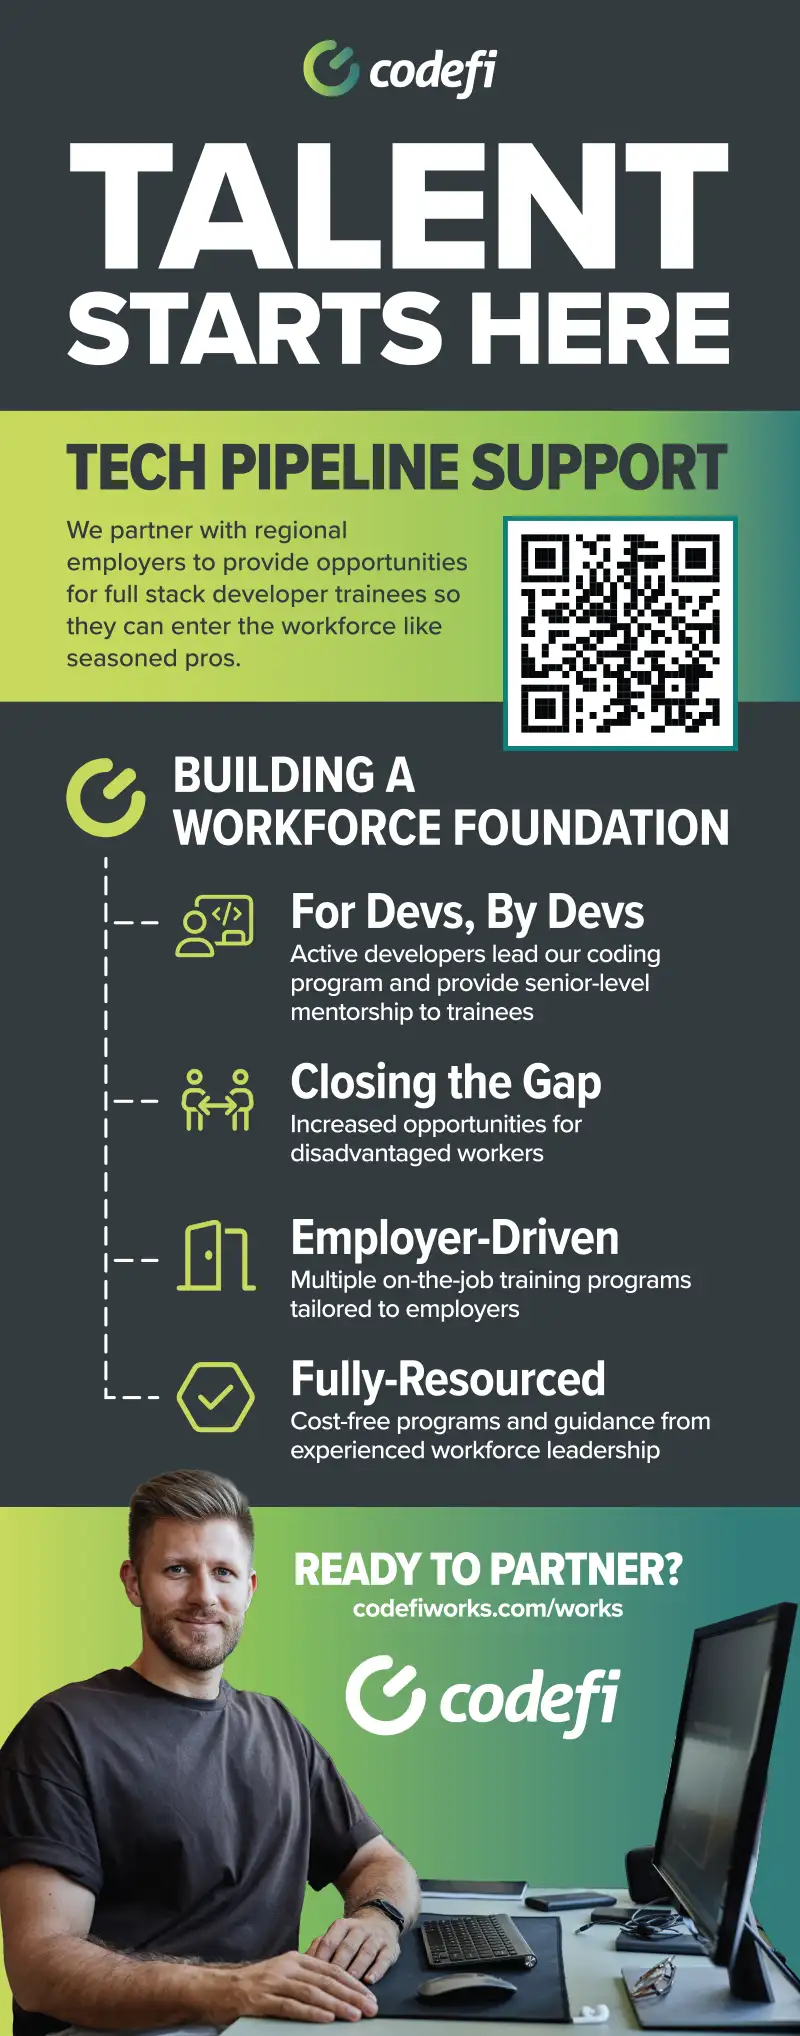 codefi
TALENT
STARTS HERE
TECH PIPELINE SUPPORT
We partner with regional
employers to provide opportunities
for full stack developer trainees so
they can enter the workforce like
seasoned pros.
BUILDING A
WORKFORCE FOUNDATION
</>
For Devs, By Devs
Active developers lead our coding
program and provide senior-level
mentorship to trainees
Closing the Gap
Increased opportunities for
disadvantaged workers
Employer-Driven
Multiple on-the-job training programs
tailored to employers
Fully-Resourced
Cost-free programs and guidance from
experienced workforce leadership
READY TO PARTNER?
codefiworks.com/works
codefi